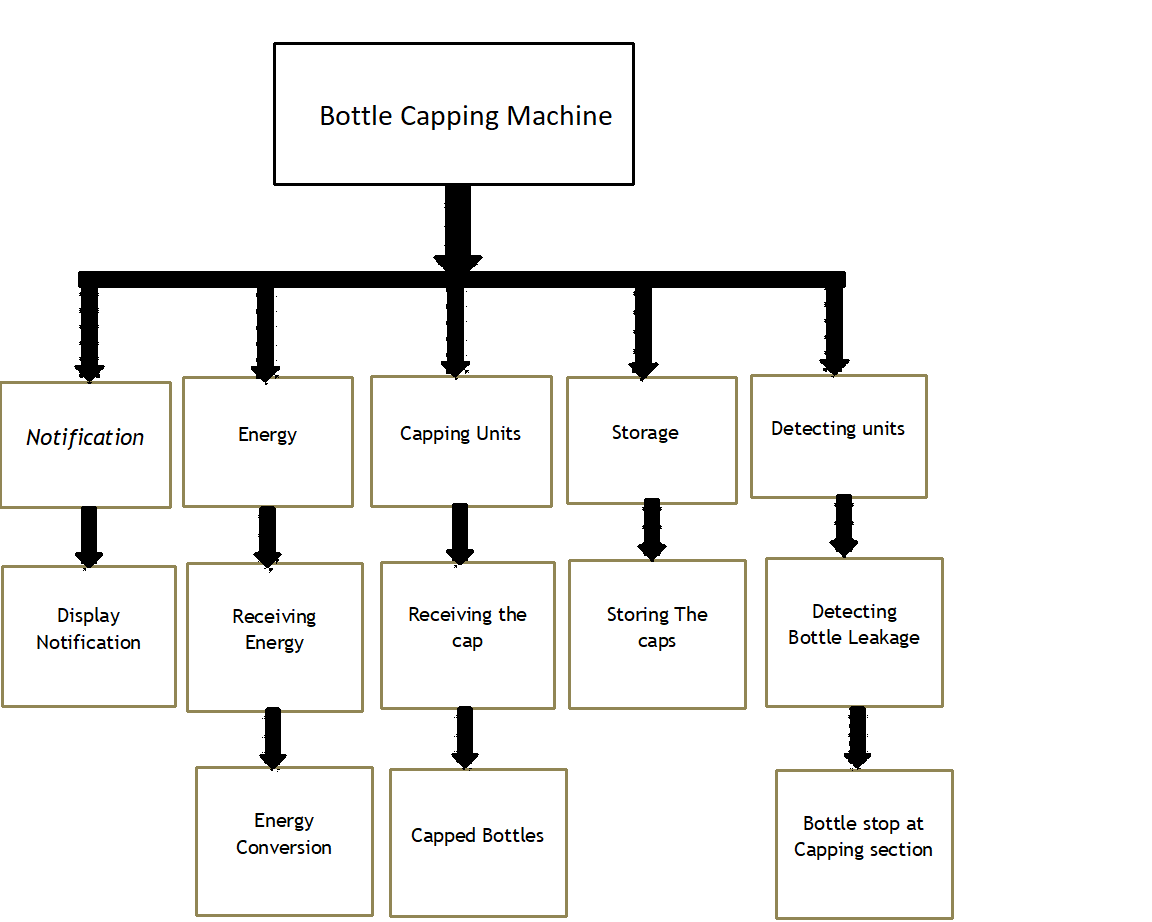 Bottle Capping Machine
Notification
Energy
Capping Units
Storage
Detecting units
Display
Notification
Receiving
Energy
Receiving the
cap
Storing The
caps
Detecting
Bottle Leakage
Energy
Conversion
Capped Bottles
Bottle stop at
Capping section